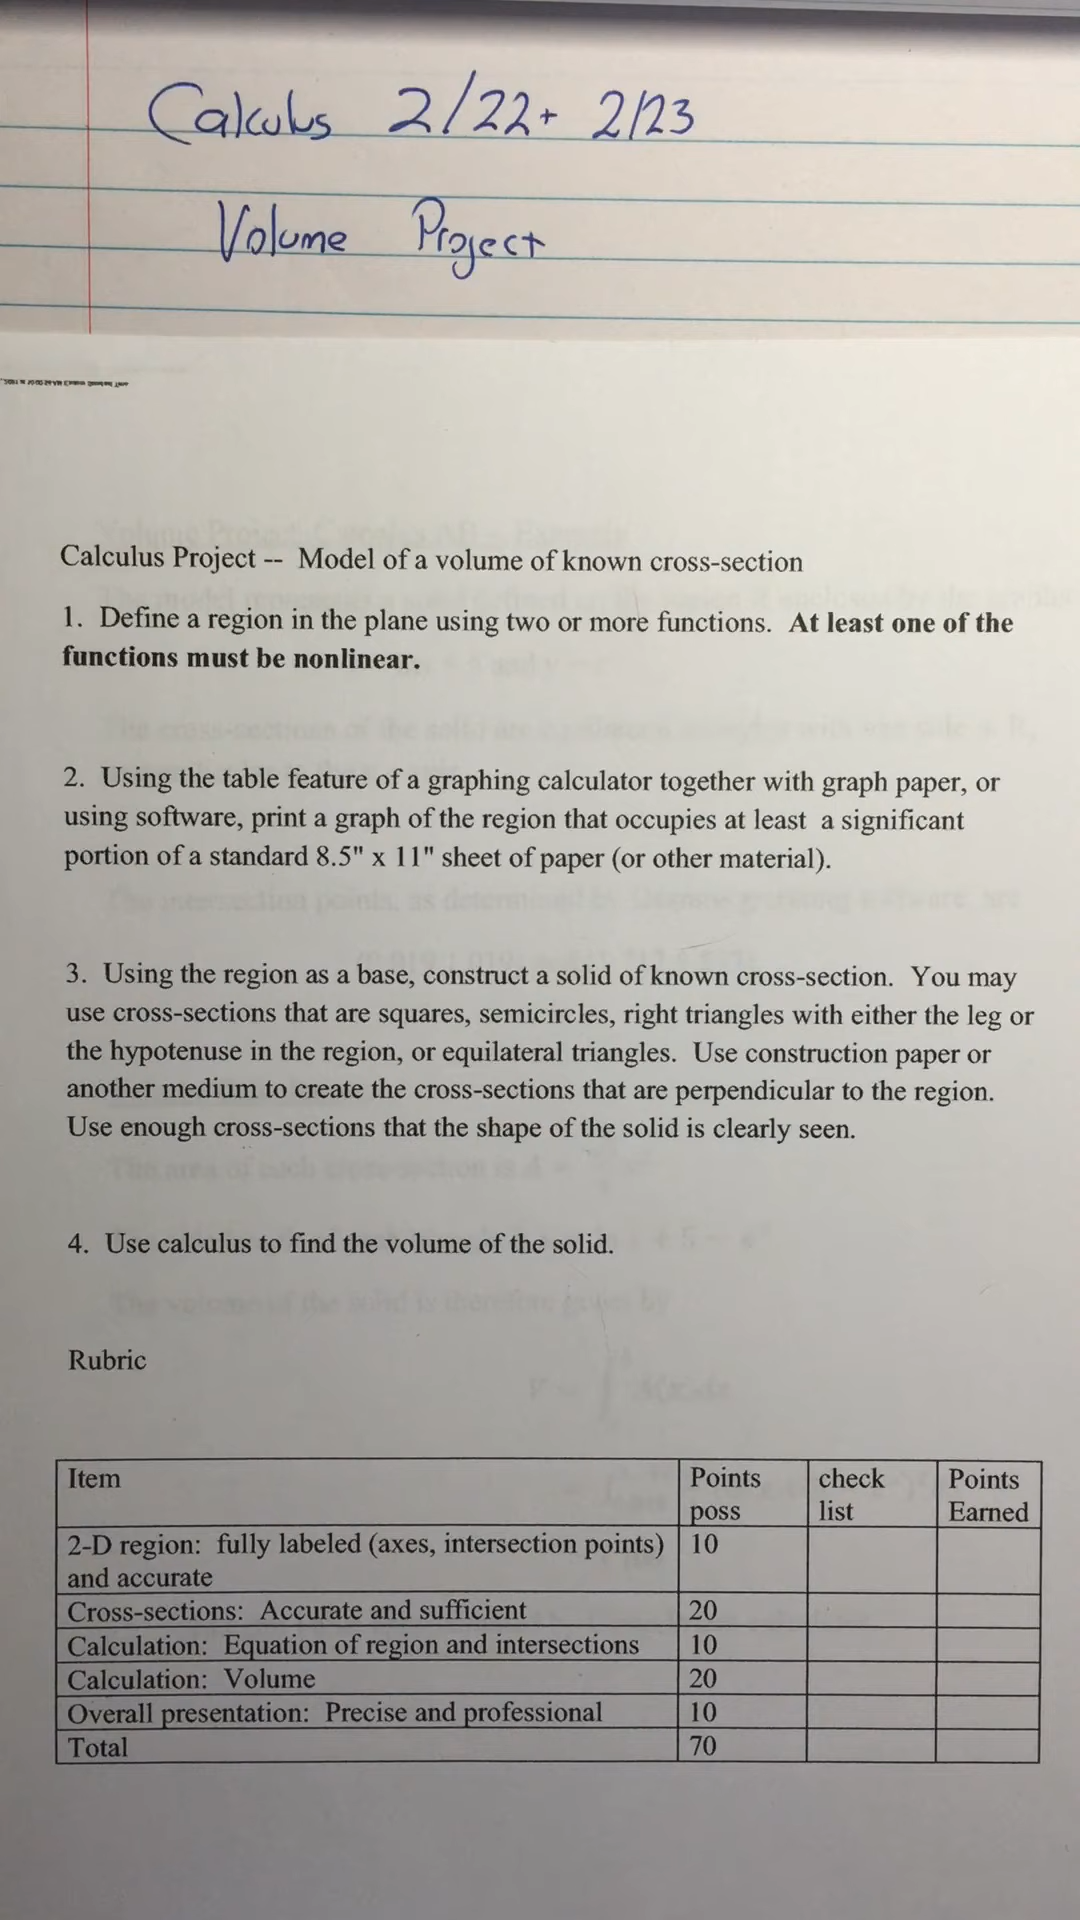 Calculus 2/22+ 2/23
Volume Project
Calculus Project -- Model of a volume of known cross-section
1. Define a region in the plane using two or more functions. At least one of the
functions must be nonlinear.
2. Using the table feature of a graphing calculator together with graph paper, or
using software, print a graph of the region that occupies at least a significant
portion of a standard 8.5" x 11" sheet of paper (or other material).
3. Using the region as a base, construct a solid of known cross-section. You may
use cross-sections that are squares, semicircles, right triangles with either the leg or
the hypotenuse in the region, or equilateral triangles. Use construction paper or
another medium to create the cross-sections that are perpendicular to the region.
Use enough cross-sections that the shape of the solid is clearly seen.
4. Use calculus to find the volume of the solid.
Rubric
Item Points poss check list Points Earned
2-D region: fully labeled (axes, intersection points) 10
and accurate
Cross-sections: Accurate and sufficient 20
Calculation: Equation of region and intersections 10
Calculation: Volume 20
Overall presentation: Precise and professional 10
Total 70